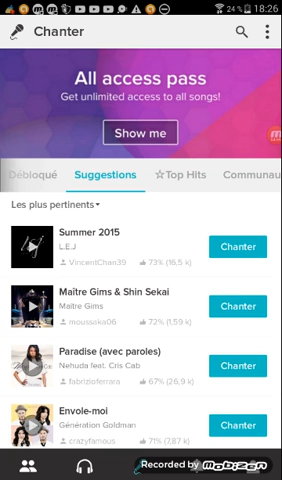 24 % 18:26
Chanter
All access pass
Get unlimited access to all songs!
Show me
Débloqué Suggestions ☆Top Hits Communau
Les plus pertinents
Summer 2015
L.E.J
VincentChan39 73% (16,5 k)
Chanter
Maître Gims & Shin Sekai
Maître Gims
moussaka06 72% (1,59 k)
Chanter
Paradise (avec paroles)
Nehuda feat. Cris Cab
fabrizioferrara 67% (26,9 k)
Chanter
Envole-moi
Génération Goldman
crazyfamous 71% (7,87 k)
Chanter
Recorded by mobizen